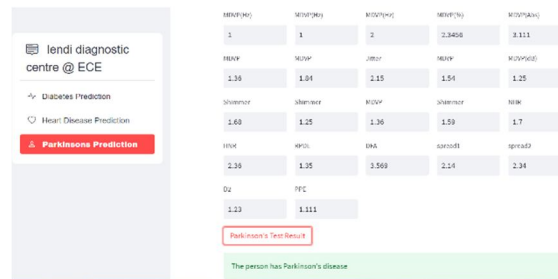 lendi diagnostic
centre @ ECE
Diabetes Prediction
Heart Disease Prediction
Parkinsons Prediction
MDVP(Hz) MDVP(Hz) MDVP(Hz) MDVP(%) MDVP(Abs)
1 1 2 2.3456 3.111
MDVP MDVP Jitter MDVP MDVP(dB)
1.36 1.84 2.15 1.54 1.25
Shimmer Shimmer MDVP Shimmer NHR
1.68 1.25 1.36 1.59 1.7
HNR RPDE DFA spread1 spread2
2.36 1.35 3.569 2.14 2.34
D2 PPE
1.23 1.111
Parkinson's Test Result
The person has Parkinson's disease